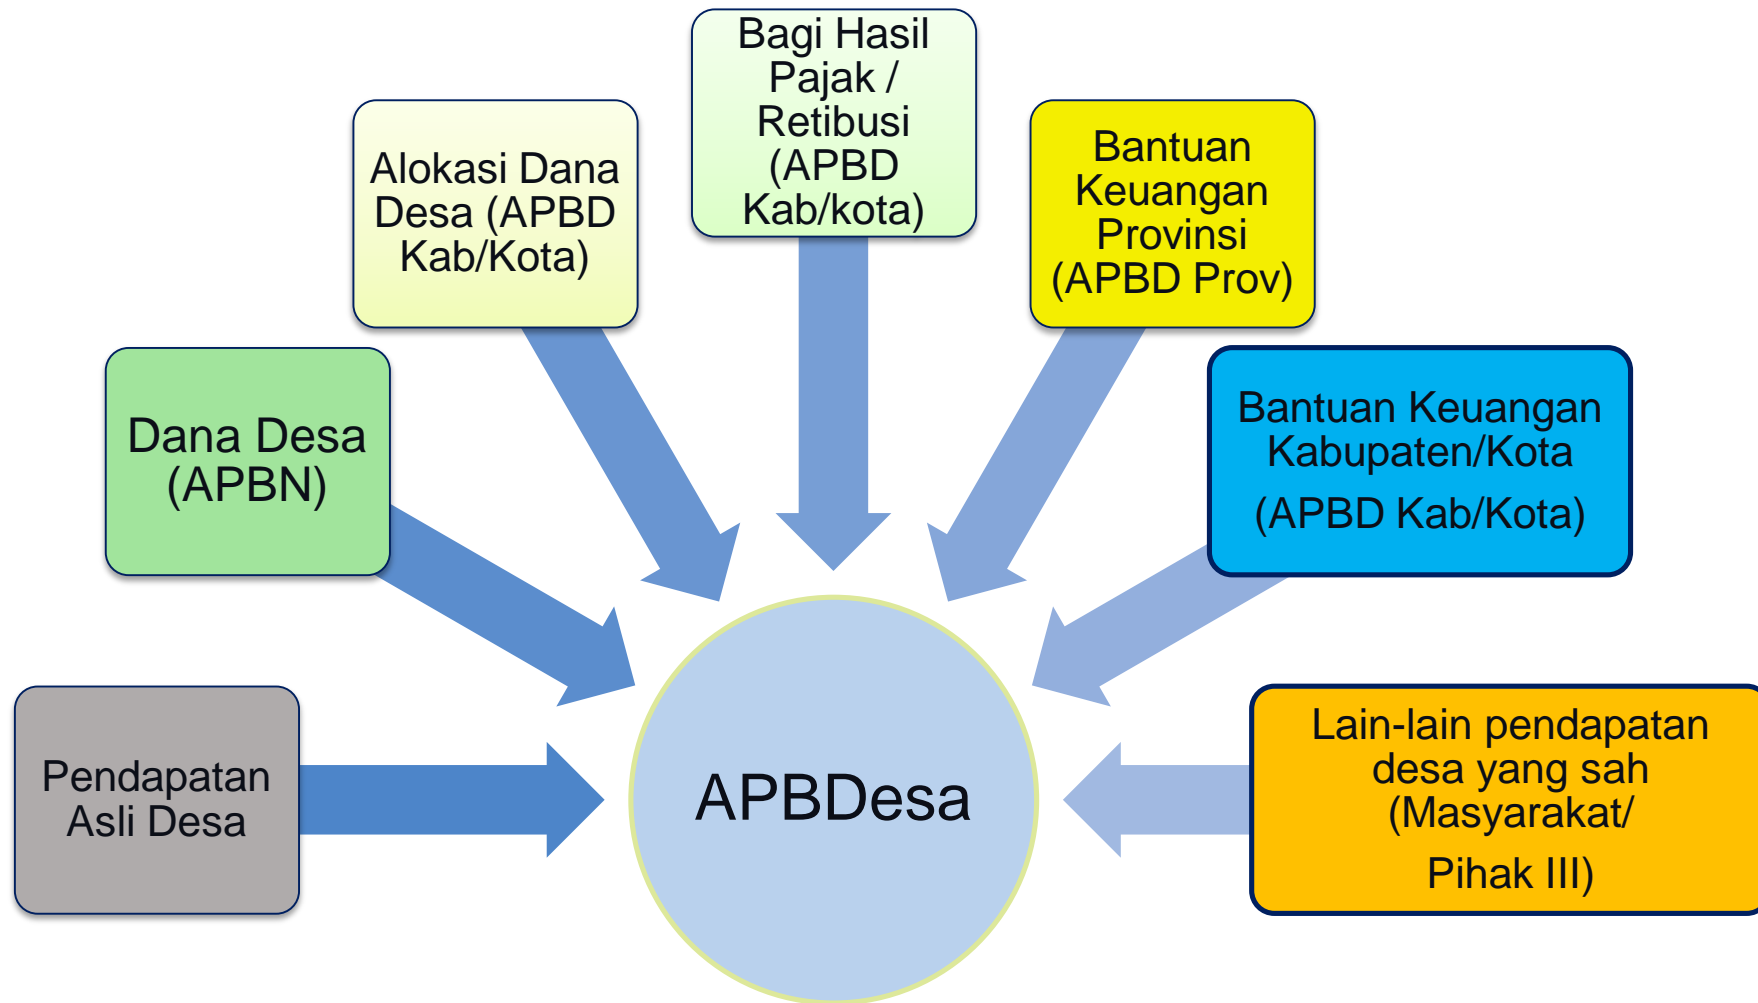 Bagi Hasil
Pajak /
Retibusi
(APBD
Kab/kota)
Alokasi Dana
Desa (APBD
Kab/Kota)
Bantuan
Keuangan
Provinsi
(APBD Prov)
Dana Desa
(APBN)
Bantuan Keuangan
Kabupaten/Kota
(APBD Kab/Kota)
Pendapatan
Asli Desa
APBDesa
Lain-lain pendapatan
desa yang sah
(Masyarakat/
Pihak III)